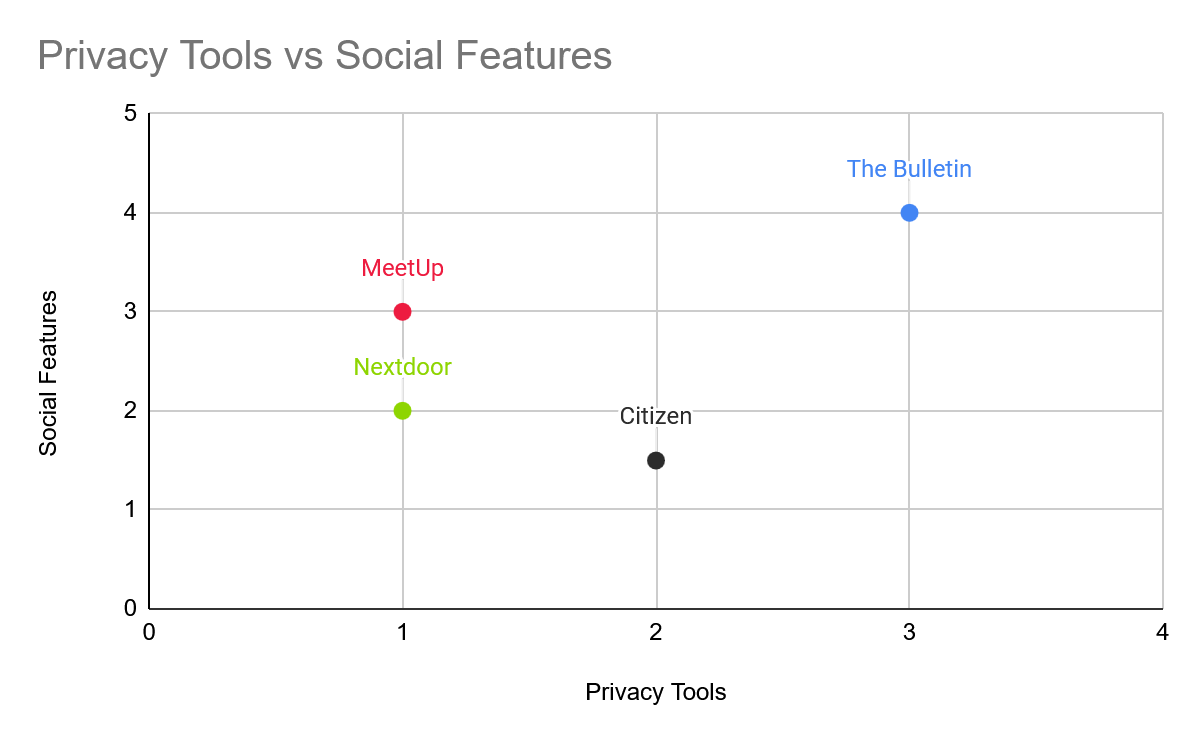 Privacy Tools vs Social Features
5
The Bulletin
4
MeetUp
3
Nextdoor
2
Citizen
1
0
Social Features
0 1 2 3 4
Privacy Tools